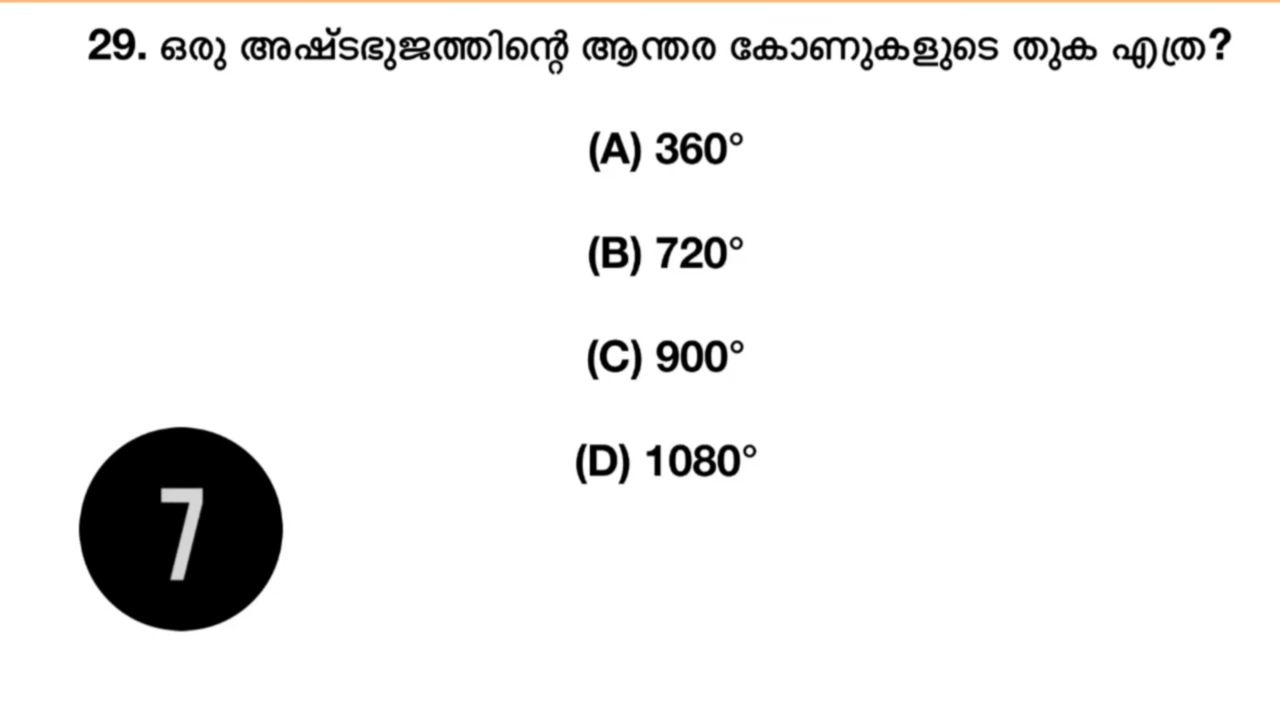 29. ഒരു അഷ്ടഭുജത്തിന്റെ ആന്തര കോണുകളുടെ തുക എത്ര?
(A) 360°
(B) 720°
(C) 900°
(D) 1080°
7